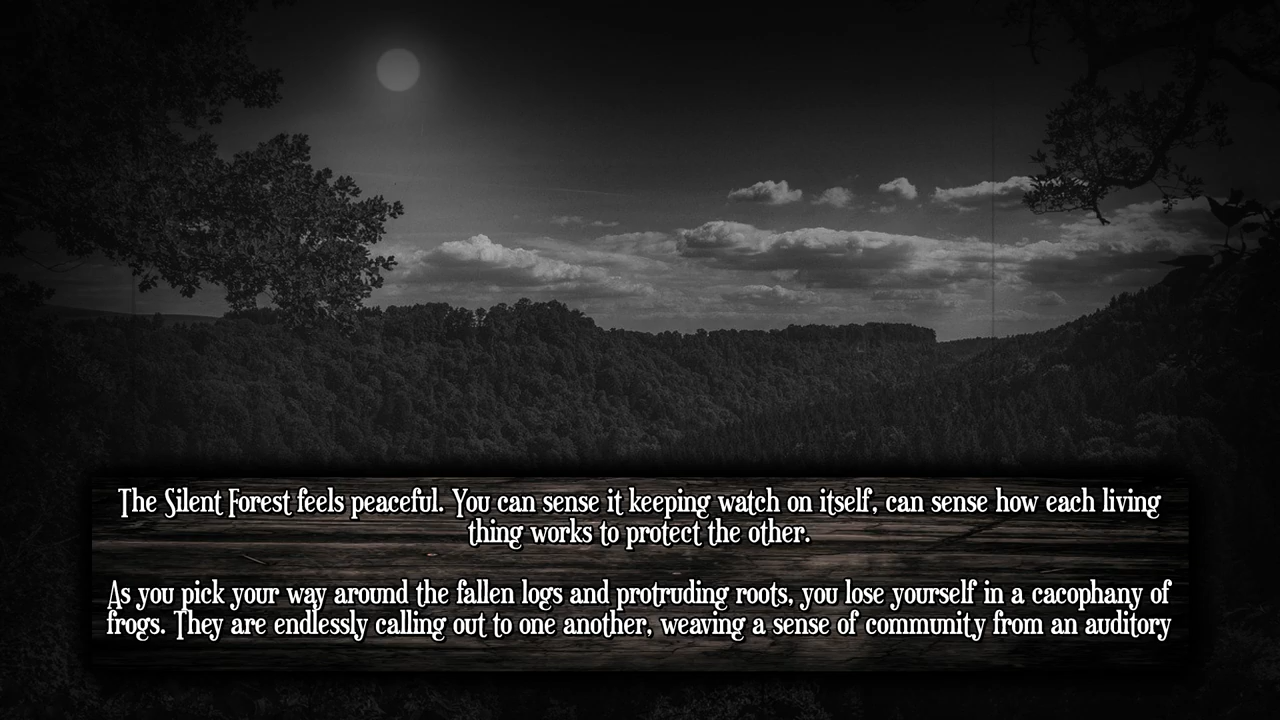 The Silent Forest feels peaceful. You can sense it keeping watch on itself, can sense how each living
thing works to protect the other.
As you pick your way around the fallen logs and protruding roots, you lose yourself in a cacophany of
frogs. They are endlessly calling out to one another, weaving a sense of community from an auditory